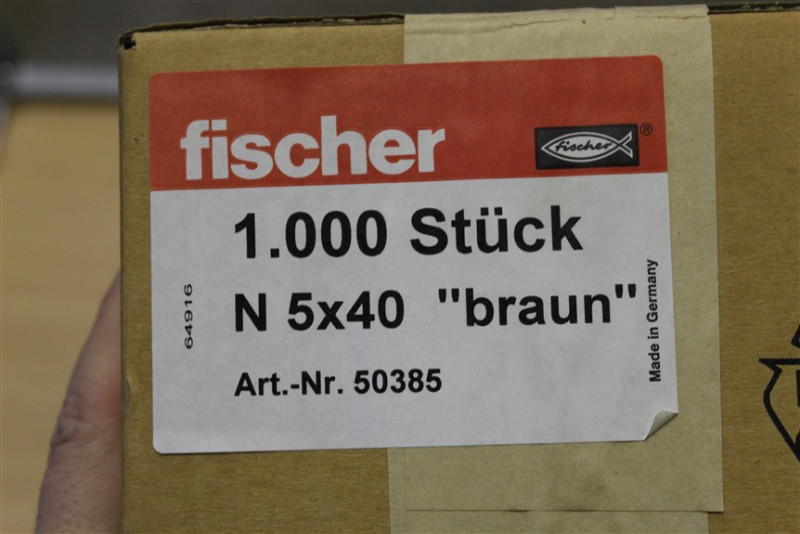 fischer
fischer ®
1.000 Stück
N 5x40 "braun"
Art.-Nr. 50385
64916
Made in Germany